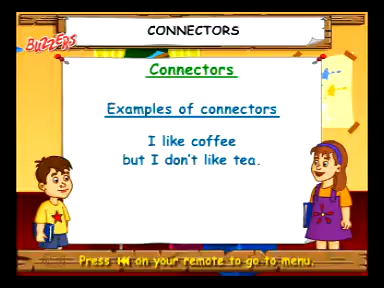 CONNECTORS
BUZZERS
Connectors
Examples of connectors
I like coffee
but I don't like tea.
Press ⏮ on your remote to go to menu.